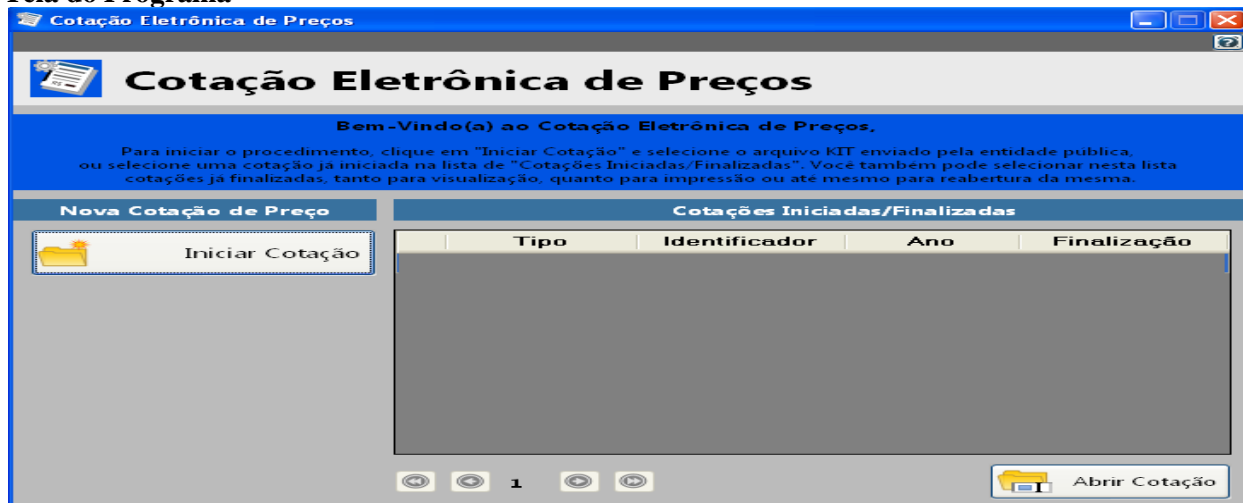 Tela do Programa
Cotação Eletrônica de Preços
Cotação Eletrônica de Preços
Bem-Vindo(a) ao Cotação Eletrônica de Preços,
Para iniciar o procedimento, clique em "Iniciar Cotação" e selecione o arquivo KIT enviado pela entidade pública,
ou selecione uma cotação já iniciada na lista de "Cotações Iniciadas/Finalizadas". Você também pode selecionar nesta lista
cotações já finalizadas, tanto para visualização, quanto para impressão ou até mesmo para reabertura da mesma.
Nova Cotação de Preço
Cotações Iniciadas/Finalizadas
Iniciar Cotação
Tipo Identificador Ano Finalização
1
Abrir Cotação